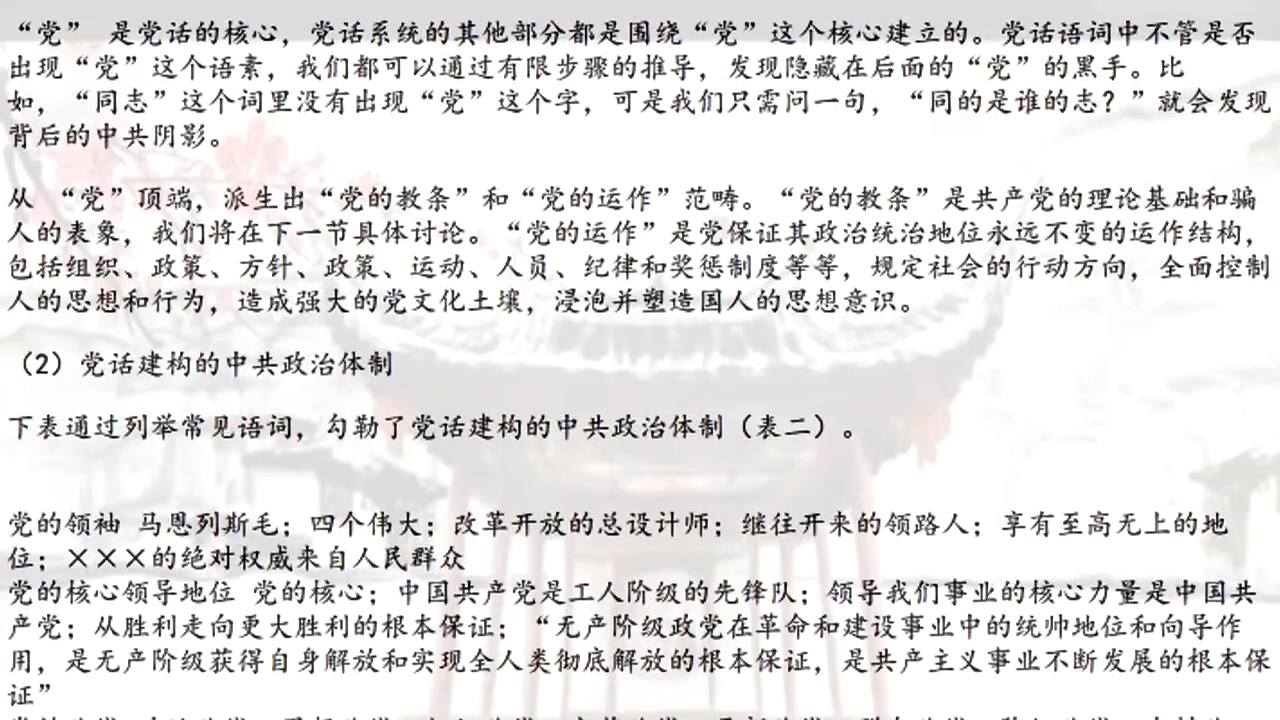 “党” 是党话的核心，党话系统的其他部分都是围绕“党”这个核心建立的。党话语词中不管是否
出现“党”这个语素，我们都可以通过有限步骤的推导，发现隐藏在后面的“党”的黑手。比
如，“同志”这个词里没有出现“党”这个字，可是我们只需问一句，“同的是谁的志？”就会发现
背后的中共阴影。
从 “党”顶端，派生出“党的教条”和“党的运作”范畴。“党的教条”是共产党的理论基础和骗
人的表象，我们将在下一节具体讨论。“党的运作”是党保证其政治统治地位永远不变的运作结构，
包括组织、政策、方针、政策、运动、人员、纪律和奖惩制度等等，规定社会的行动方向，全面控制
人的思想和行为，造成强大的党文化土壤，浸泡并塑造国人的思想意识。
（2）党话建构的中共政治体制
下表通过列举常见语词，勾勒了党话建构的中共政治体制（表二）。
党的领袖 马恩列斯毛；四个伟大；改革开放的总设计师；继往开来的领路人；享有至高无上的地
位；×××的绝对权威来自人民群众
党的核心领导地位 党的核心；中国共产党是工人阶级的先锋队；领导我们事业的核心力量是中国共
产党；从胜利走向更大胜利的根本保证；“无产阶级政党在革命和建设事业中的统帅地位和向导作
用，是无产阶级获得自身解放和实现全人类彻底解放的根本保证，是共产主义事业不断发展的根本保
证”